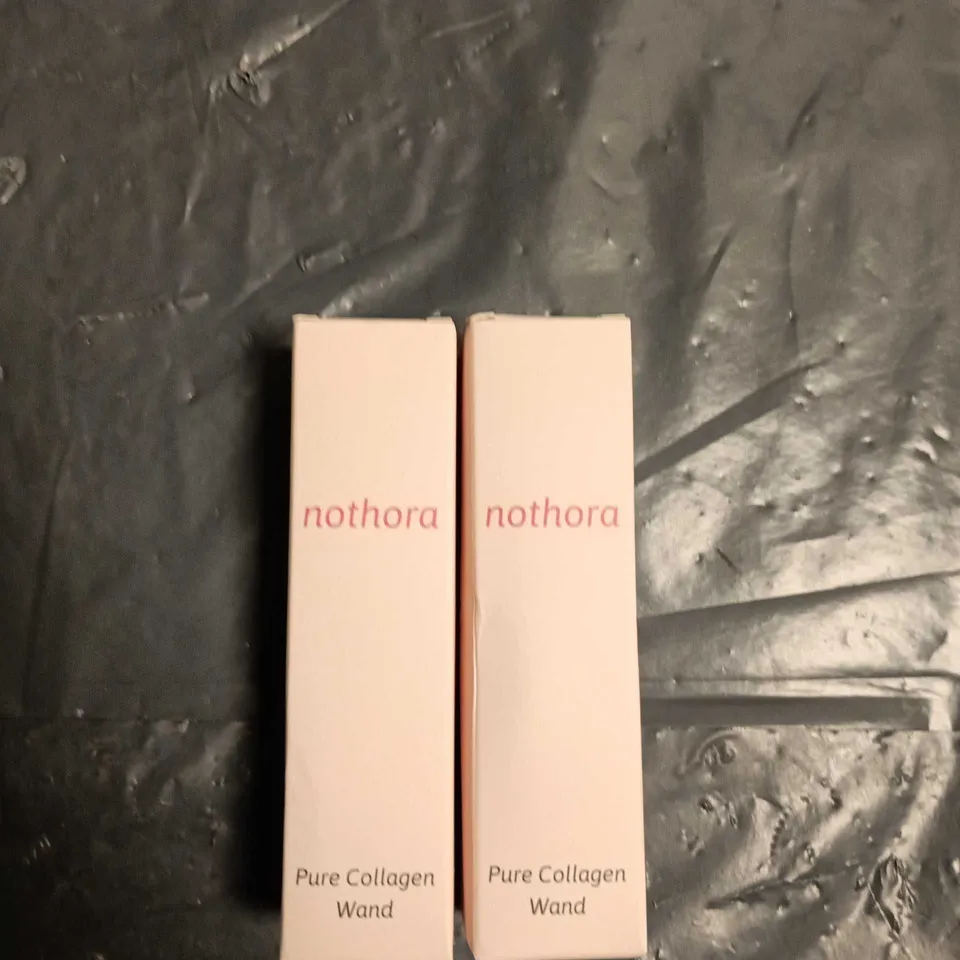 nothora
Pure Collagen
Wand
nothora
Pure Collagen
Wand